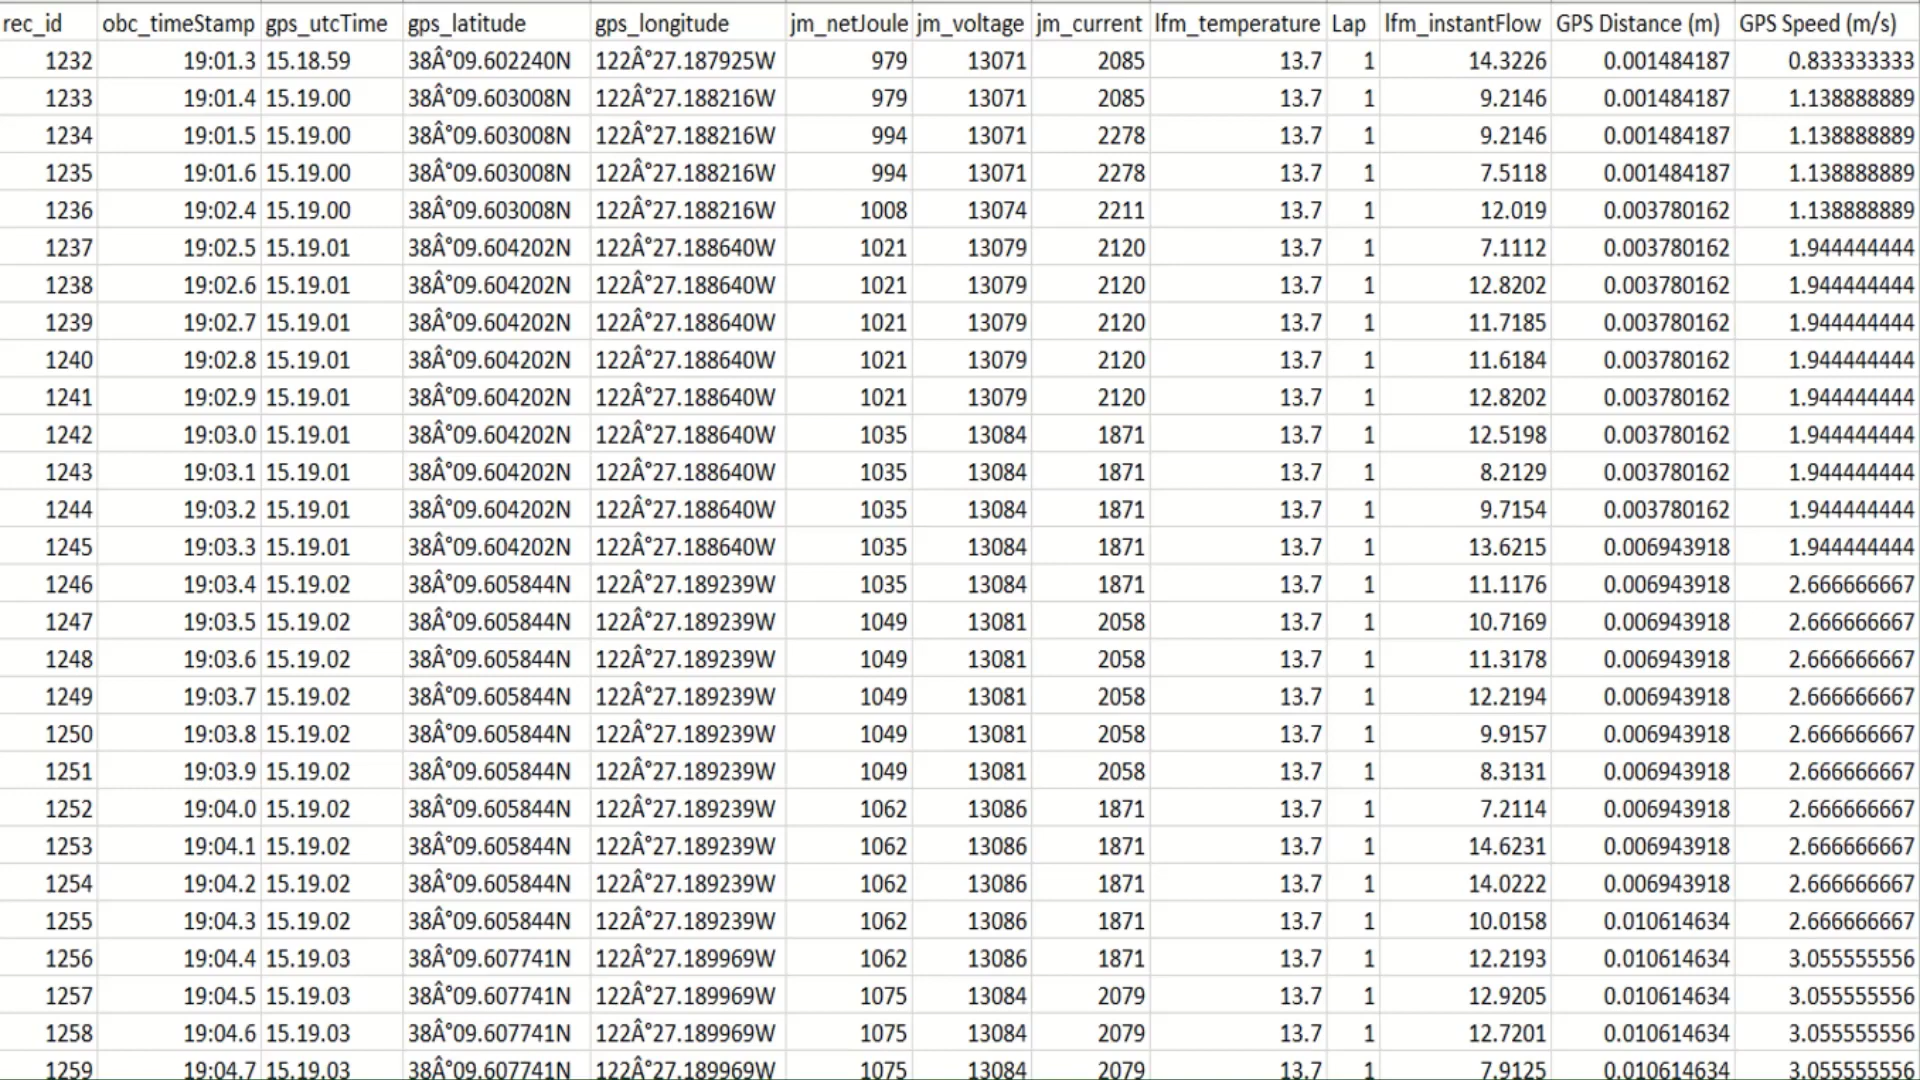 rec_id obc_timeStamp gps_utcTime gps_latitude gps_longitude jm_netJoule jm_voltage jm_current lfm_temperature Lap lfm_instantFlow GPS Distance (m) GPS Speed (m/s)
1232 19:01.3 15.18.59 38Â°09.602240N 122Â°27.187925W 979 13071 2085 13.7 1 14.3226 0.001484187 0.833333333
1233 19:01.4 15.19.00 38Â°09.603008N 122Â°27.188216W 979 13071 2085 13.7 1 9.2146 0.001484187 1.138888889
1234 19:01.5 15.19.00 38Â°09.603008N 122Â°27.188216W 994 13071 2278 13.7 1 9.2146 0.001484187 1.138888889
1235 19:01.6 15.19.00 38Â°09.603008N 122Â°27.188216W 994 13071 2278 13.7 1 7.5118 0.001484187 1.138888889
1236 19:02.4 15.19.00 38Â°09.603008N 122Â°27.188216W 1008 13074 2211 13.7 1 12.019 0.003780162 1.138888889
1237 19:02.5 15.19.01 38Â°09.604202N 122Â°27.188640W 1021 13079 2120 13.7 1 7.1112 0.003780162 1.944444444
1238 19:02.6 15.19.01 38Â°09.604202N 122Â°27.188640W 1021 13079 2120 13.7 1 12.8202 0.003780162 1.944444444
1239 19:02.7 15.19.01 38Â°09.604202N 122Â°27.188640W 1021 13079 2120 13.7 1 11.7185 0.003780162 1.944444444
1240 19:02.8 15.19.01 38Â°09.604202N 122Â°27.188640W 1021 13079 2120 13.7 1 11.6184 0.003780162 1.944444444
1241 19:02.9 15.19.01 38Â°09.604202N 122Â°27.188640W 1021 13079 2120 13.7 1 12.8202 0.003780162 1.944444444
1242 19:03.0 15.19.01 38Â°09.604202N 122Â°27.188640W 1035 13084 1871 13.7 1 12.5198 0.003780162 1.944444444
1243 19:03.1 15.19.01 38Â°09.604202N 122Â°27.188640W 1035 13084 1871 13.7 1 8.2129 0.003780162 1.944444444
1244 19:03.2 15.19.01 38Â°09.604202N 122Â°27.188640W 1035 13084 1871 13.7 1 9.7154 0.003780162 1.944444444
1245 19:03.3 15.19.01 38Â°09.604202N 122Â°27.188640W 1035 13084 1871 13.7 1 13.6215 0.006943918 1.944444444
1246 19:03.4 15.19.02 38Â°09.605844N 122Â°27.189239W 1035 13084 1871 13.7 1 11.1176 0.006943918 2.666666667
1247 19:03.5 15.19.02 38Â°09.605844N 122Â°27.189239W 1049 13081 2058 13.7 1 10.7169 0.006943918 2.666666667
1248 19:03.6 15.19.02 38Â°09.605844N 122Â°27.189239W 1049 13081 2058 13.7 1 11.3178 0.006943918 2.666666667
1249 19:03.7 15.19.02 38Â°09.605844N 122Â°27.189239W 1049 13081 2058 13.7 1 12.2194 0.006943918 2.666666667
1250 19:03.8 15.19.02 38Â°09.605844N 122Â°27.189239W 1049 13081 2058 13.7 1 9.9157 0.006943918 2.666666667
1251 19:03.9 15.19.02 38Â°09.605844N 122Â°27.189239W 1049 13081 2058 13.7 1 8.3131 0.006943918 2.666666667
1252 19:04.0 15.19.02 38Â°09.605844N 122Â°27.189239W 1062 13086 1871 13.7 1 7.2114 0.006943918 2.666666667
1253 19:04.1 15.19.02 38Â°09.605844N 122Â°27.189239W 1062 13086 1871 13.7 1 14.6231 0.006943918 2.666666667
1254 19:04.2 15.19.02 38Â°09.605844N 122Â°27.189239W 1062 13086 1871 13.7 1 14.0222 0.006943918 2.666666667
1255 19:04.3 15.19.02 38Â°09.605844N 122Â°27.189239W 1062 13086 1871 13.7 1 10.0158 0.010614634 2.666666667
1256 19:04.4 15.19.03 38Â°09.607741N 122Â°27.189969W 1062 13086 1871 13.7 1 12.2193 0.010614634 3.055555556
1257 19:04.5 15.19.03 38Â°09.607741N 122Â°27.189969W 1075 13084 2079 13.7 1 12.9205 0.010614634 3.055555556
1258 19:04.6 15.19.03 38Â°09.607741N 122Â°27.189969W 1075 13084 2079 13.7 1 12.7201 0.010614634 3.055555556
1259 19:04.7 15.19.03 38Â°09.607741N 122Â°27.189969W 1075 13084 2079 13.7 1 7.9125 0.010614634 3.055555556